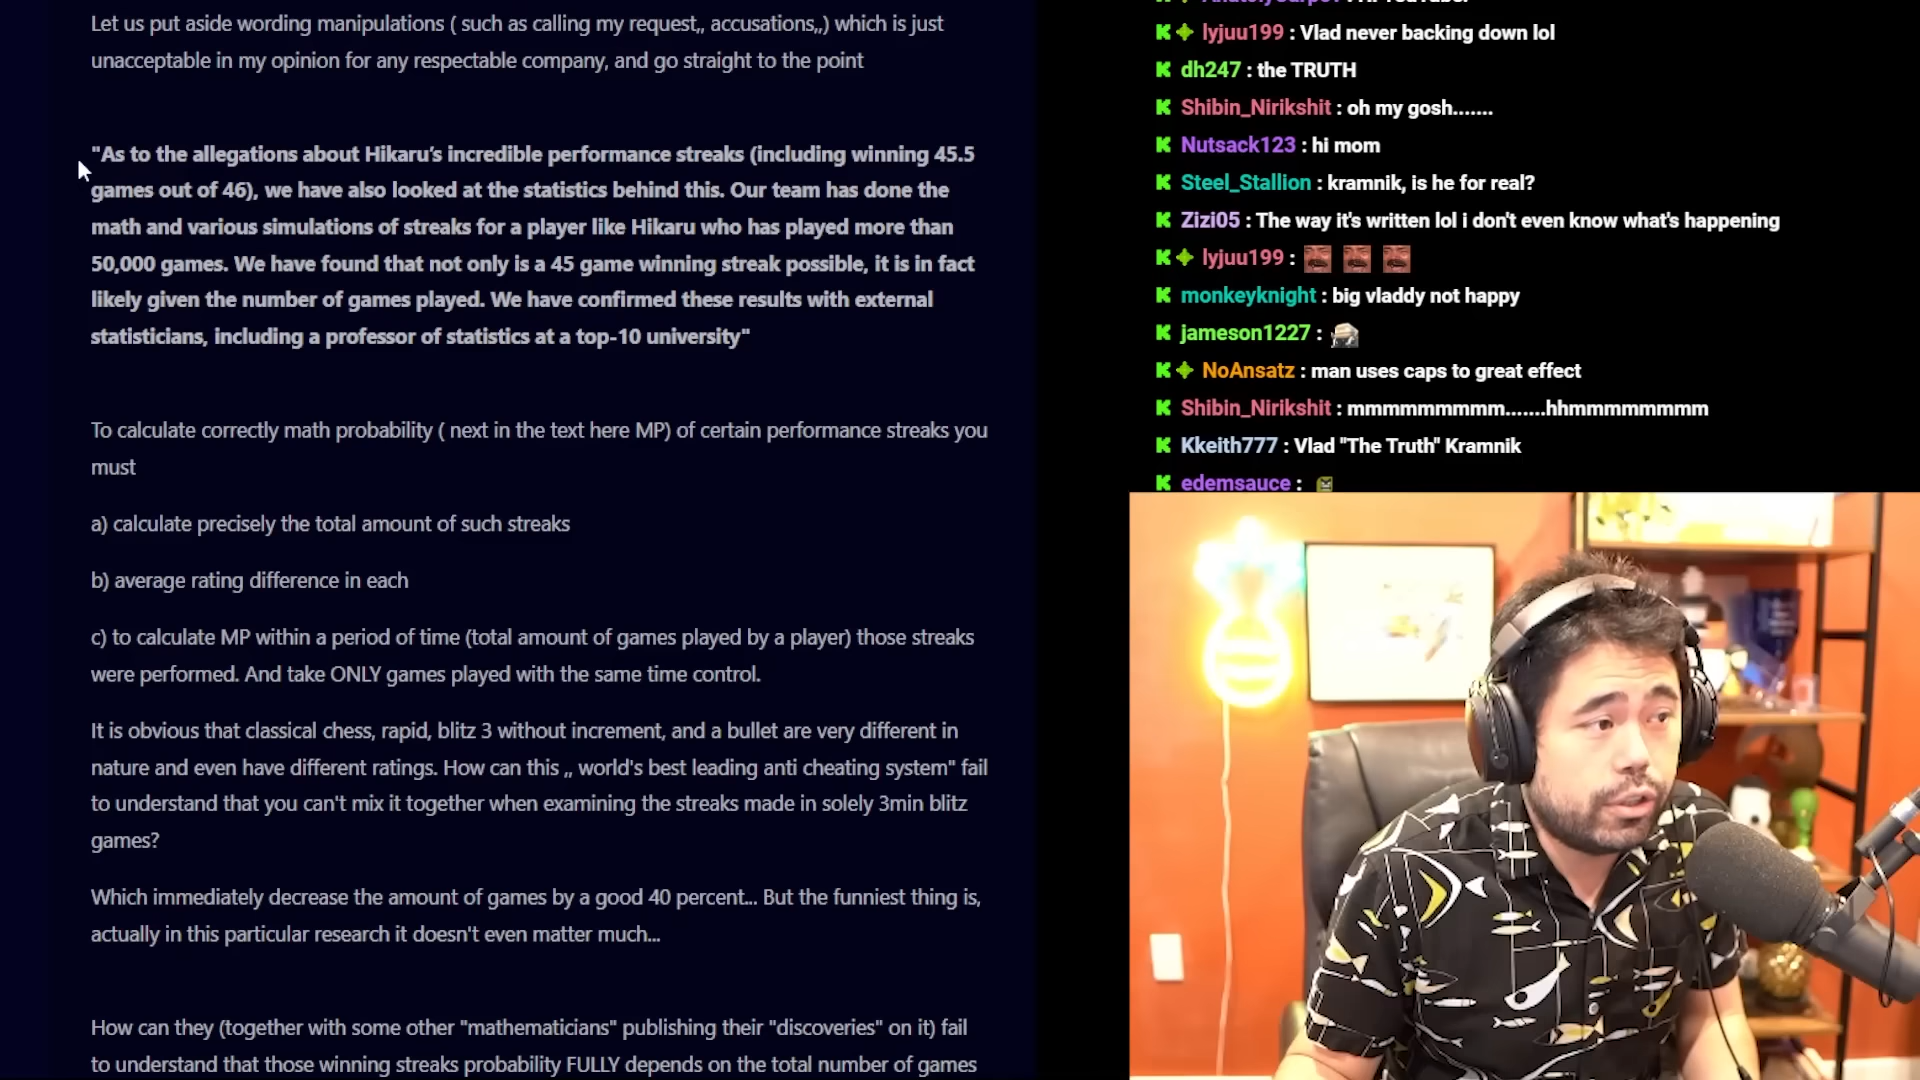 Let us put aside wording manipulations ( such as calling my request,, accusations,,) which is just
unacceptable in my opinion for any respectable company, and go straight to the point
"As to the allegations about Hikaru's incredible performance streaks (including winning 45.5
games out of 46), we have also looked at the statistics behind this. Our team has done the
math and various simulations of streaks for a player like Hikaru who has played more than
50,000 games. We have found that not only is a 45 game winning streak possible, it is in fact
likely given the number of games played. We have confirmed these results with external
statisticians, including a professor of statistics at a top-10 university"
To calculate correctly math probability ( next in the text here MP) of certain performance streaks you
must
a) calculate precisely the total amount of such streaks
b) average rating difference in each
c) to calculate MP within a period of time (total amount of games played by a player) those streaks
were performed. And take ONLY games played with the same time control.
It is obvious that classical chess, rapid, blitz 3 without increment, and a bullet are very different in
nature and even have different ratings. How can this ,, world's best leading anti cheating system" fail
to understand that you can't mix it together when examining the streaks made in solely 3min blitz
games?
Which immediately decrease the amount of games by a good 40 percent... But the funniest thing is,
actually in this particular research it doesn't even matter much...
How can they (together with some other "mathematicians" publishing their "discoveries" on it) fail
to understand that those winning streaks probability FULLY depends on the total number of games
lyjuu199 : Vlad never backing down lol
dh247 : the TRUTH
Shibin_Nirikshit : oh my gosh.......
Nutsack123 : hi mom
Steel_Stallion : kramnik, is he for real?
Zizi05 : The way it's written lol i don't even know what's happening
lyjuu199 :
monkeyknight : big vladdy not happy
jameson1227 :
NoAnsatz : man uses caps to great effect
Shibin_Nirikshit : mmmmmmmmm.......hhmmmmmmmm
Kkeith777 : Vlad "The Truth" Kramnik
edemsauce :